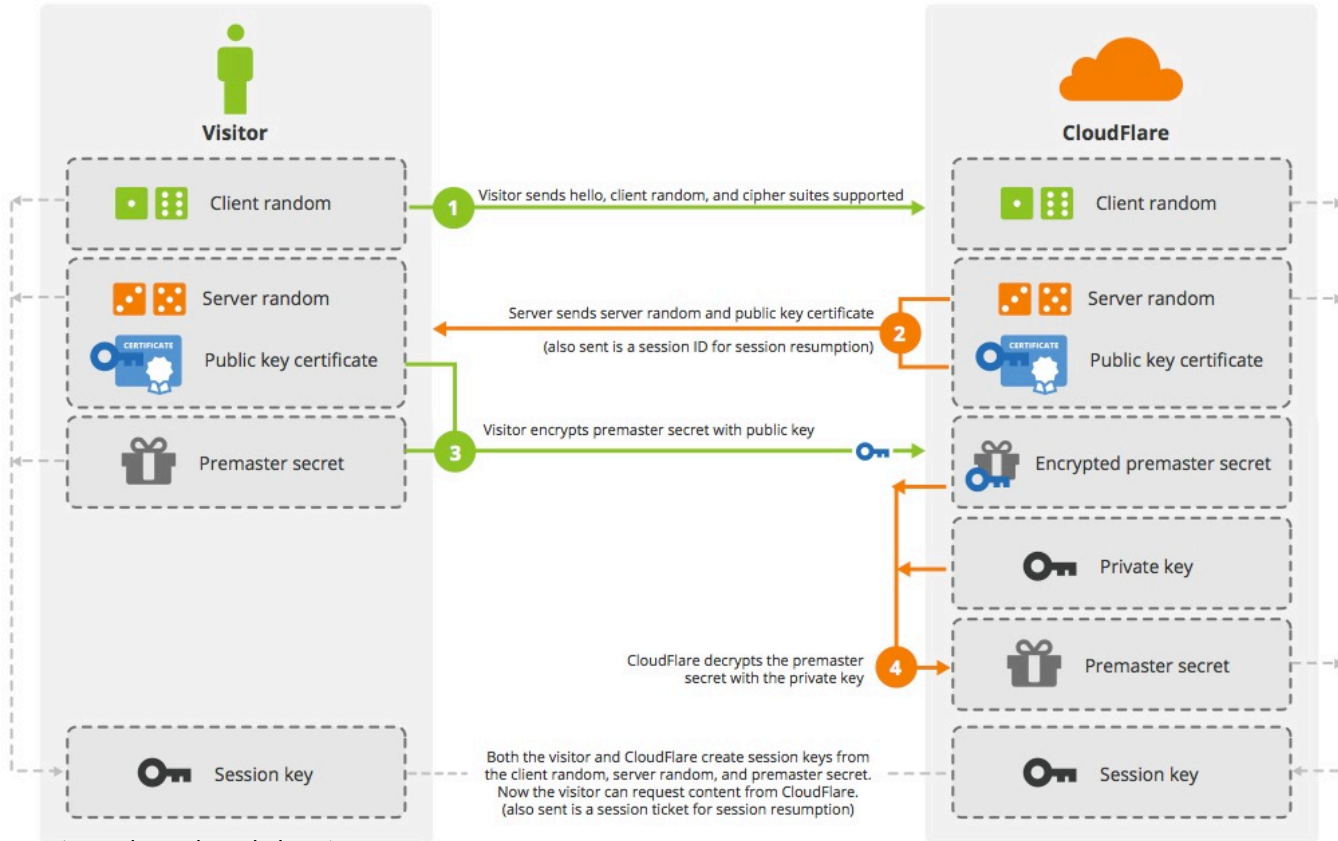 Visitor
CloudFlare
Client random
1
Visitor sends hello, client random, and cipher suites supported
Client random
Server random
Server sends server random and public key certificate
2
(also sent is a session ID for session resumption)
Server random
CERTIFICATE
Public key certificate
CERTIFICATE
Public key certificate
Premaster secret
3
Visitor encrypts premaster secret with public key
Encrypted premaster secret
Private key
CloudFlare decrypts the premaster
secret with the private key
4
Premaster secret
Session key
Both the visitor and CloudFlare create session keys from
the client random, server random, and premaster secret.
Now the visitor can request content from CloudFlare.
(also sent is a session ticket for session resumption)
Session key